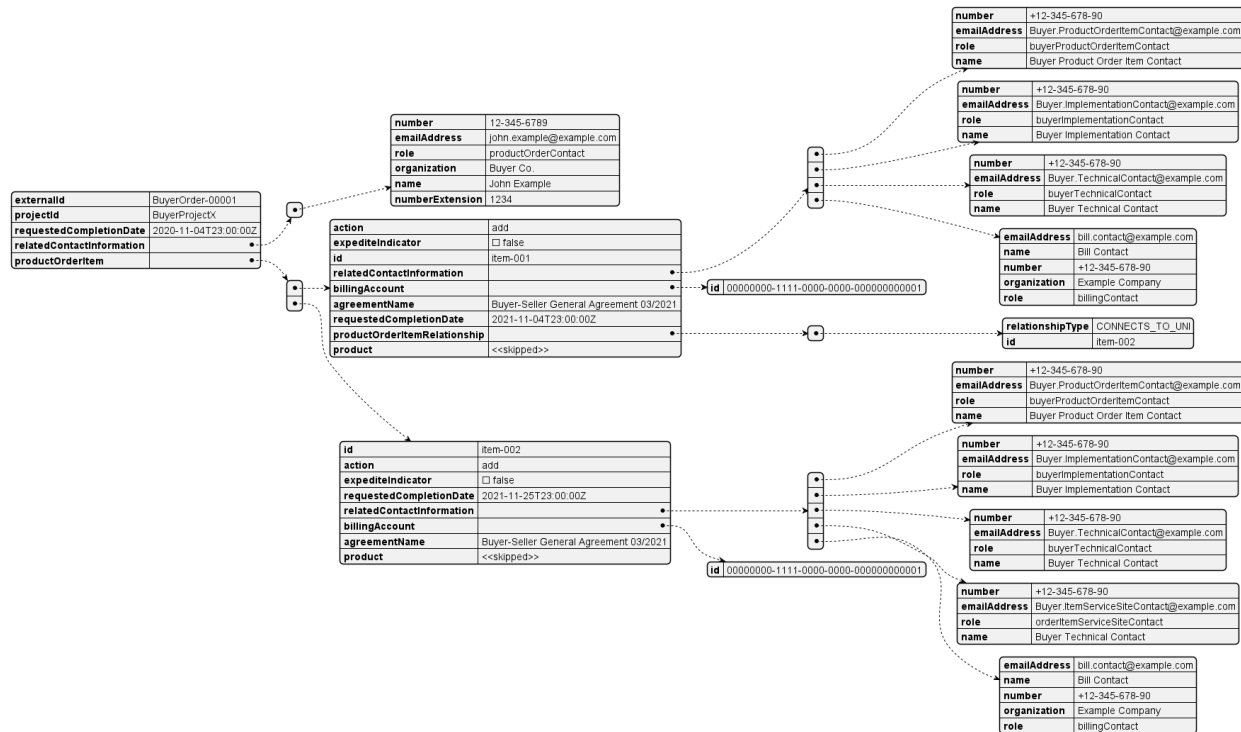 externalId BuyerOrder-00001
projectId BuyerProjectX
requestedCompletionDate 2020-11-04T23:00:00Z
relatedContactInformation
productOrderItem
number 12-345-6789
emailAddress john.example@example.com
role productOrderContact
organization Buyer Co.
name John Example
numberExtension 1234
action add
expediteIndicator ☐ false
id item-001
relatedContactInformation
billingAccount
agreementName Buyer-Seller General Agreement 03/2021
requestedCompletionDate 2021-11-04T23:00:00Z
productOrderItemRelationship
product <<skipped>>
number +12-345-678-90
emailAddress Buyer.ProductOrderItemContact@example.com
role buyerProductOrderItemContact
name Buyer Product Order Item Contact
number +12-345-678-90
emailAddress Buyer.ImplementationContact@example.com
role buyerImplementationContact
name Buyer Implementation Contact
number +12-345-678-90
emailAddress Buyer.TechnicalContact@example.com
role buyerTechnicalContact
name Buyer Technical Contact
emailAddress bill.contact@example.com
name Bill Contact
number +12-345-678-90
organization Example Company
role billingContact
id 00000000-1111-0000-0000-000000000001
relationshipType CONNECTS_TO_UNI
id item-002
id item-002
action add
expediteIndicator ☐ false
requestedCompletionDate 2021-11-25T23:00:00Z
relatedContactInformation
billingAccount
agreementName Buyer-Seller General Agreement 03/2021
product <<skipped>>
number +12-345-678-90
emailAddress Buyer.ProductOrderItemContact@example.com
role buyerProductOrderItemContact
name Buyer Product Order Item Contact
number +12-345-678-90
emailAddress Buyer.ImplementationContact@example.com
role buyerImplementationContact
name Buyer Implementation Contact
number +12-345-678-90
emailAddress Buyer.TechnicalContact@example.com
role buyerTechnicalContact
name Buyer Technical Contact
number +12-345-678-90
emailAddress Buyer.ItemServiceSiteContact@example.com
role orderItemServiceSiteContact
name Buyer Technical Contact
emailAddress bill.contact@example.com
name Bill Contact
number +12-345-678-90
organization Example Company
role billingContact
id 00000000-1111-0000-0000-000000000001